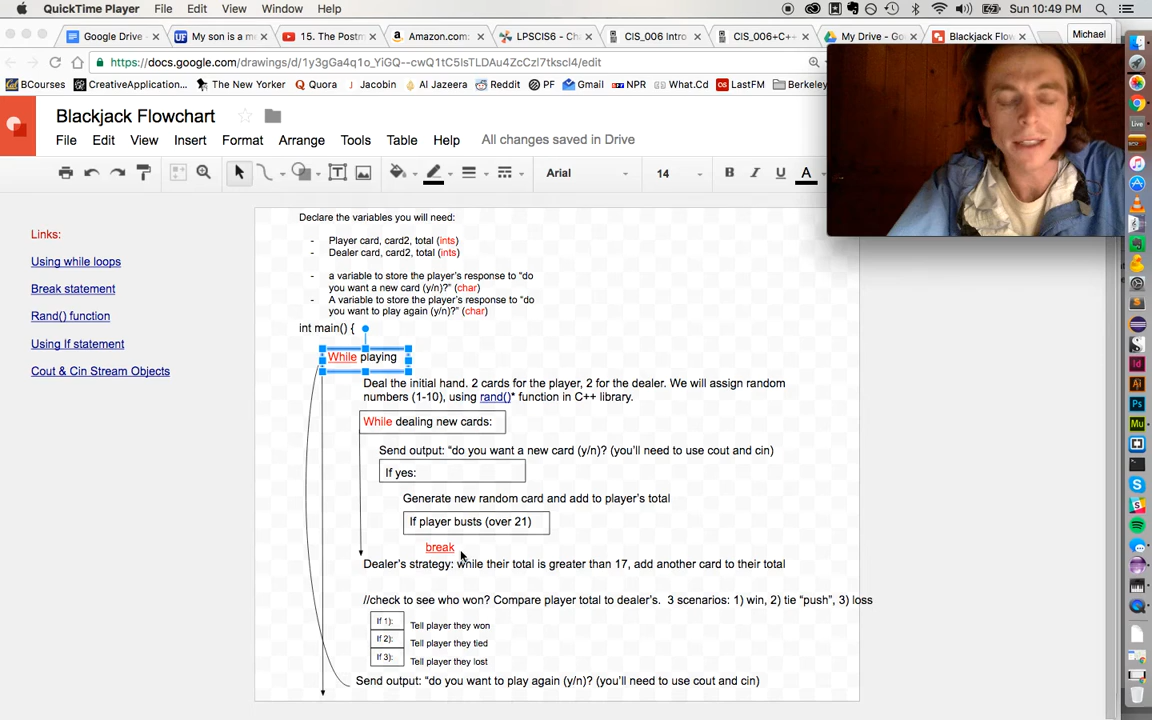 QuickTime Player File Edit View Window Help Sun 10:49 PM
Google Drive - My son is a m 15. The Postm Amazon.com: LPSCIS6 - Ch CIS_006 Intro CIS_006+C++ My Drive - Go Blackjack Flow Michael
https://docs.google.com/drawings/d/1y3gGa4q1o_YiGQ--cwQ1tC5IsTLDAu4ZcCzl7tkscl4/edit
BCourses CreativeApplication... The New Yorker Quora Jacobin Al Jazeera Reddit PF Gmail NPR What.Cd LastFM Berkeley
Blackjack Flowchart
File Edit View Insert Format Arrange Tools Table Help All changes saved in Drive
Arial 14 B I U A
Links:
Using while loops
Break statement
Rand() function
Using If statement
Cout & Cin Stream Objects
Declare the variables you will need:
- Player card, card2, total (ints)
- Dealer card, card2, total (ints)
- a variable to store the player's response to "do
you want a new card (y/n)?" (char)
- A variable to store the player's response to "do
you want to play again (y/n)?" (char)
int main() {
While playing
Deal the initial hand. 2 cards for the player, 2 for the dealer. We will assign random
numbers (1-10), using rand()* function in C++ library.
While dealing new cards:
Send output: "do you want a new card (y/n)? (you'll need to use cout and cin)
If yes:
Generate new random card and add to player's total
If player busts (over 21)
break
Dealer's strategy: while their total is greater than 17, add another card to their total
//check to see who won? Compare player total to dealer's. 3 scenarios: 1) win, 2) tie "push", 3) loss
If 1): Tell player they won
If 2): Tell player they tied
If 3): Tell player they lost
Send output: "do you want to play again (y/n)? (you'll need to use cout and cin)
Live
Id
Ai
Ps
Mu